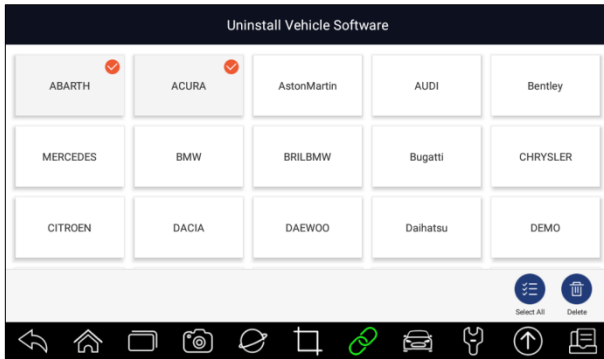 Uninstall Vehicle Software
ABARTH ACURA AstonMartin AUDI Bentley
MERCEDES BMW BRILBMW Bugatti CHRYSLER
CITROEN DACIA DAEWOO Daihatsu DEMO
Select All Delete